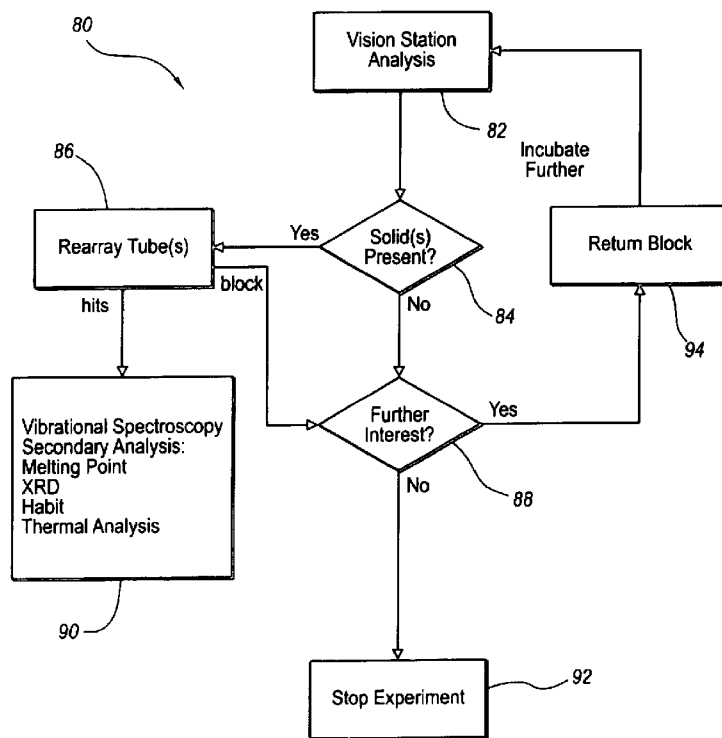 80
Vision Station
Analysis
82
Incubate
Further
86
Rearray Tube(s)
Yes
Solid(s)
Present?
Return Block
block
hits
No
84
94
Vibrational Spectroscopy
Secondary Analysis:
Melting Point
XRD
Habit
Thermal Analysis
Further
Interest?
Yes
No
88
90
Stop Experiment
92